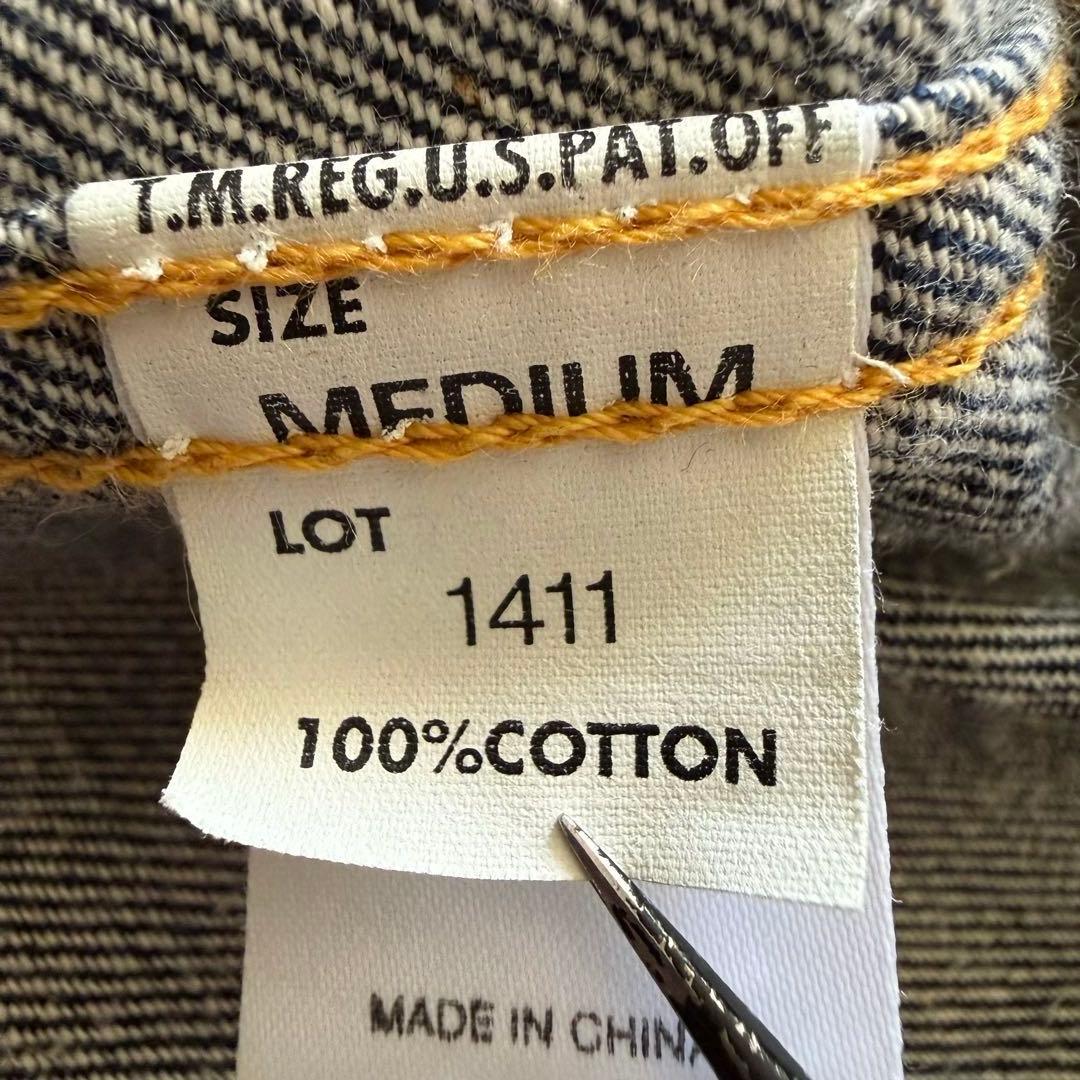 T.M.REG.U.S.PAT.OFF
SIZE
MEDIUM
LOT
1411
100%COTTON
MADE IN CHINA